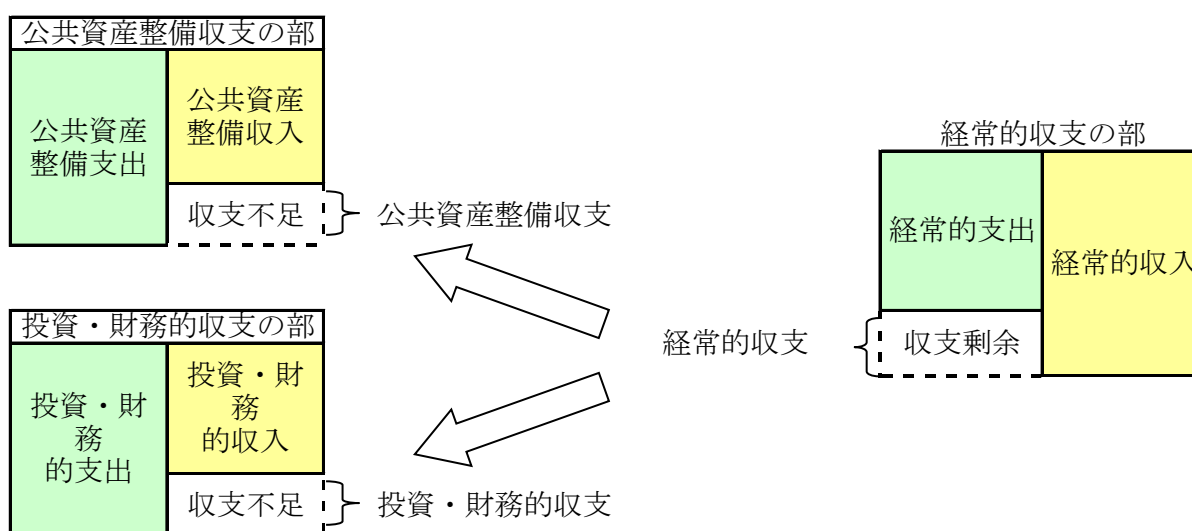 公共資産整備収支の部
公共資産
整備支出
公共資産
整備収入
収支不足
公共資産整備収支
投資・財務的収支の部
投資・財
務
的支出
投資・財
務
的収入
収支不足
投資・財務的収支
経常的収支
経常的収支の部
経常的支出
収支剰余
経常的収入